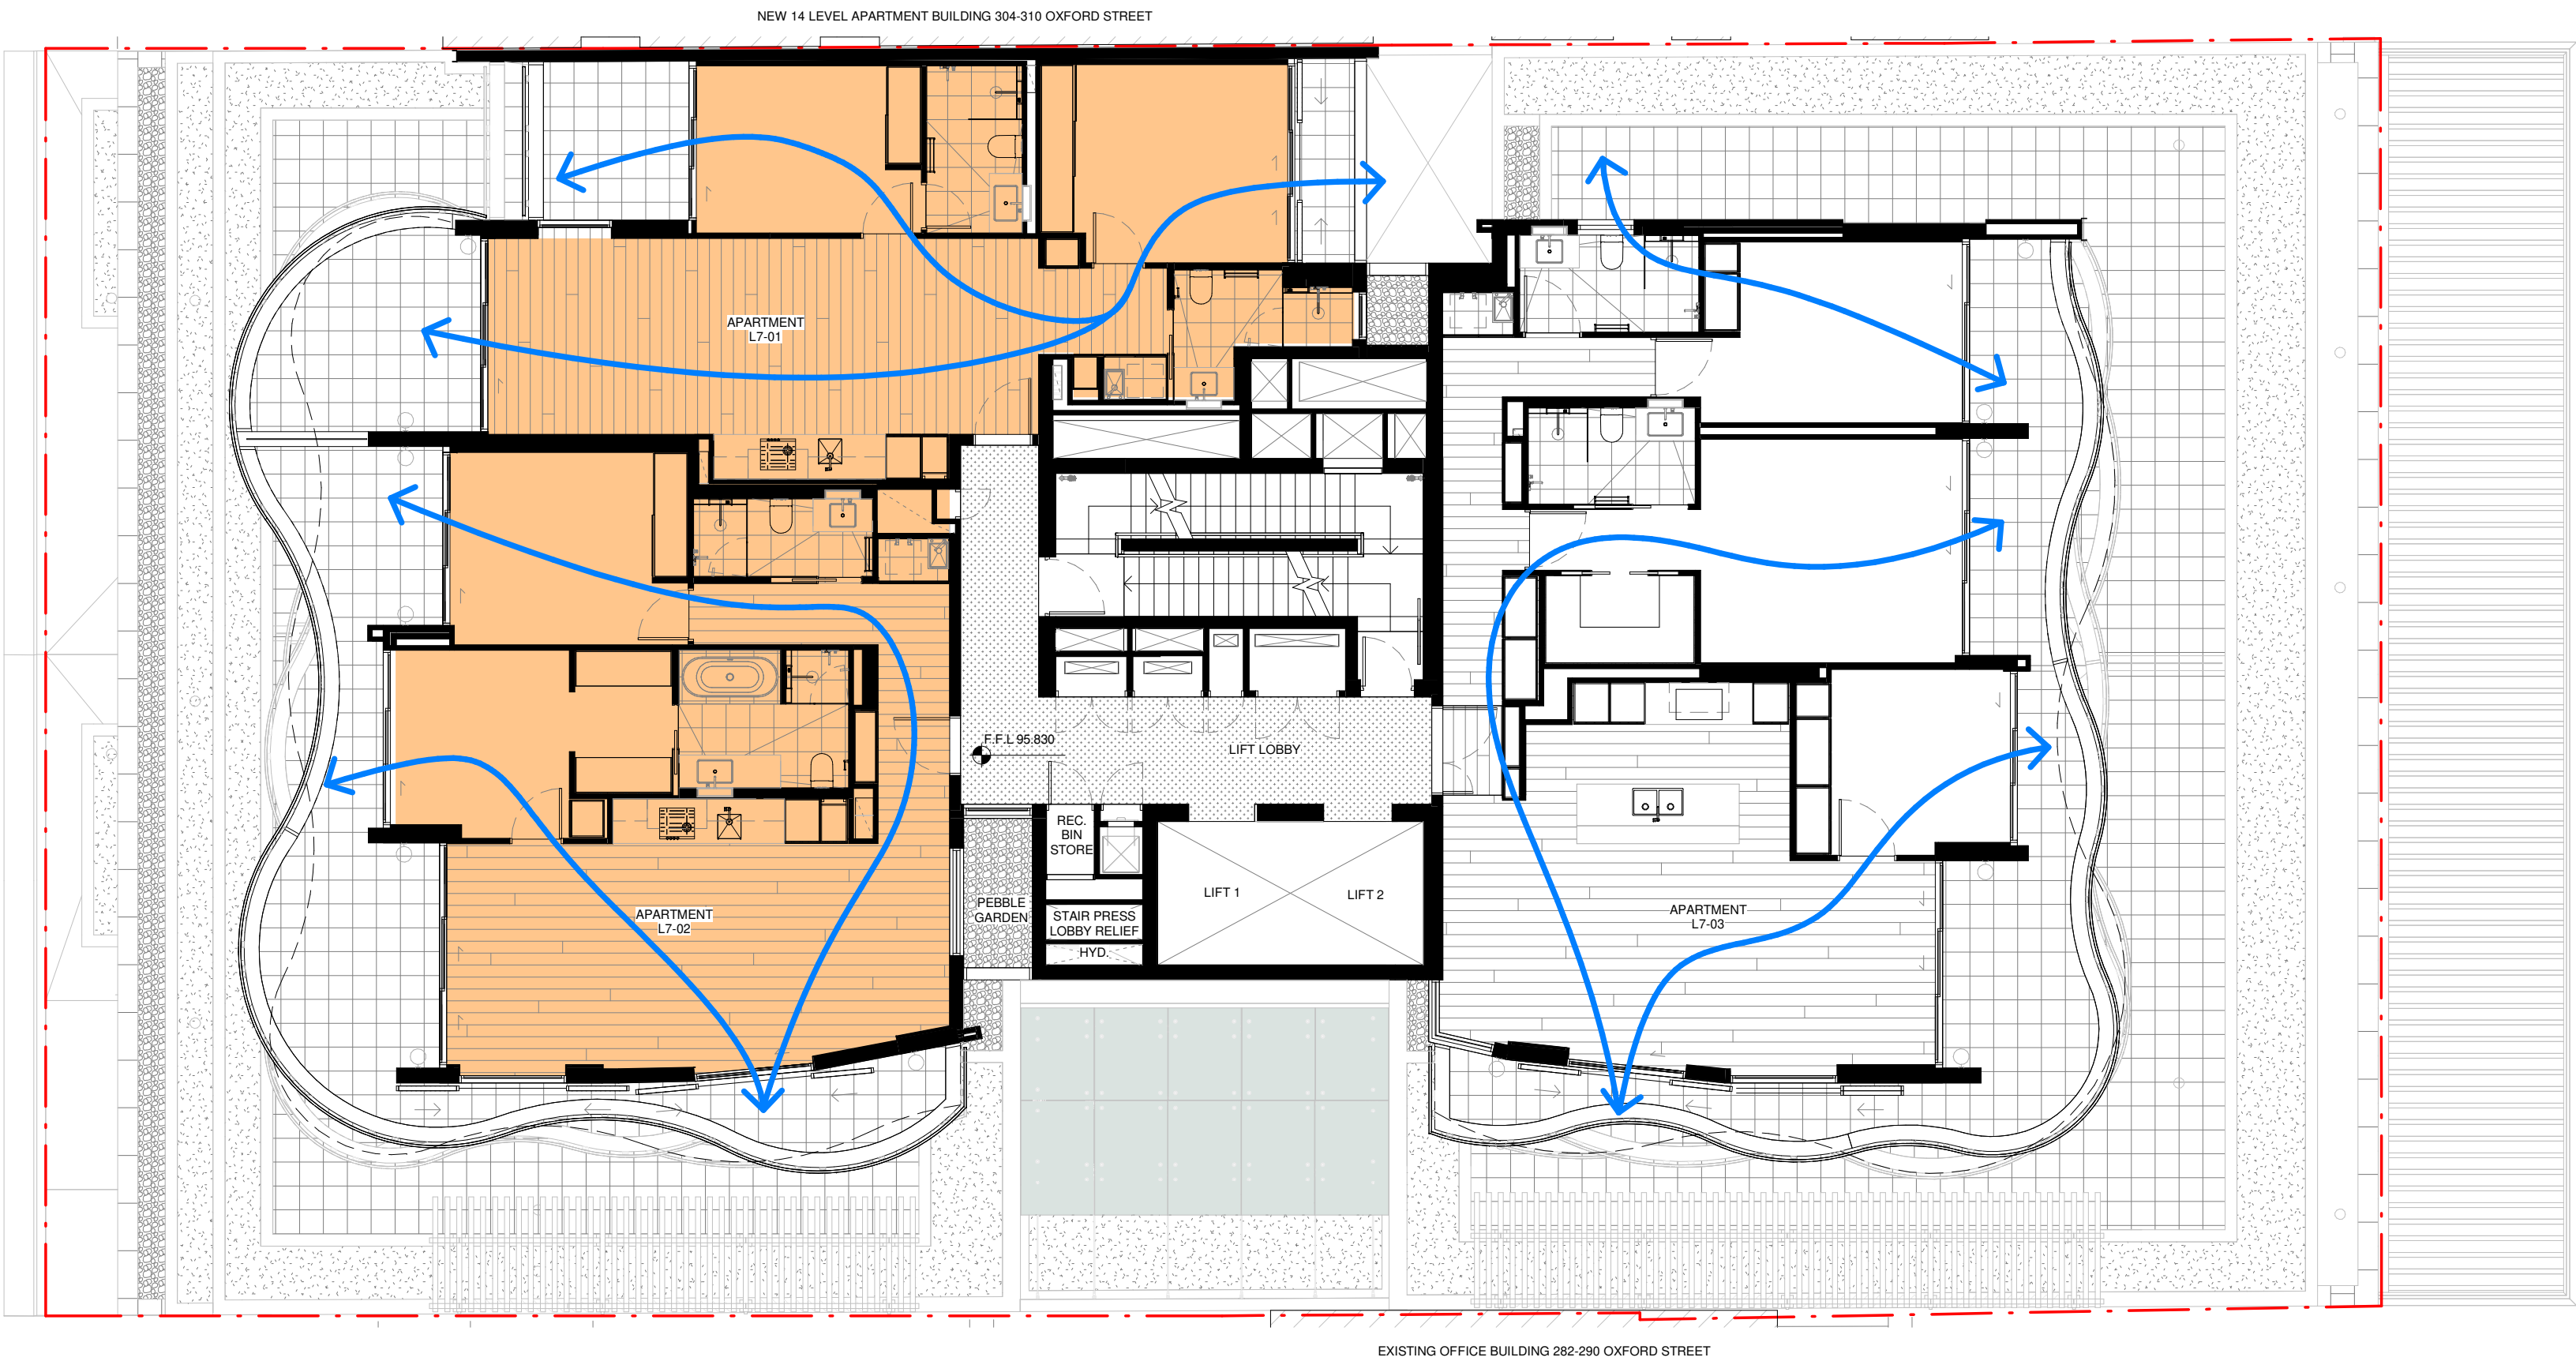 NEW 14 LEVEL APARTMENT BUILDING 304-310 OXFORD STREET
APARTMENT
L7-01
F.F.L 95.830
LIFT LOBBY
REC.
BIN
STORE
PEBBLE
GARDEN
STAIR PRESS
LOBBY RELIEF
HYD.
LIFT 1
LIFT 2
APARTMENT
L7-02
APARTMENT
L7-03
EXISTING OFFICE BUILDING 282-290 OXFORD STREET